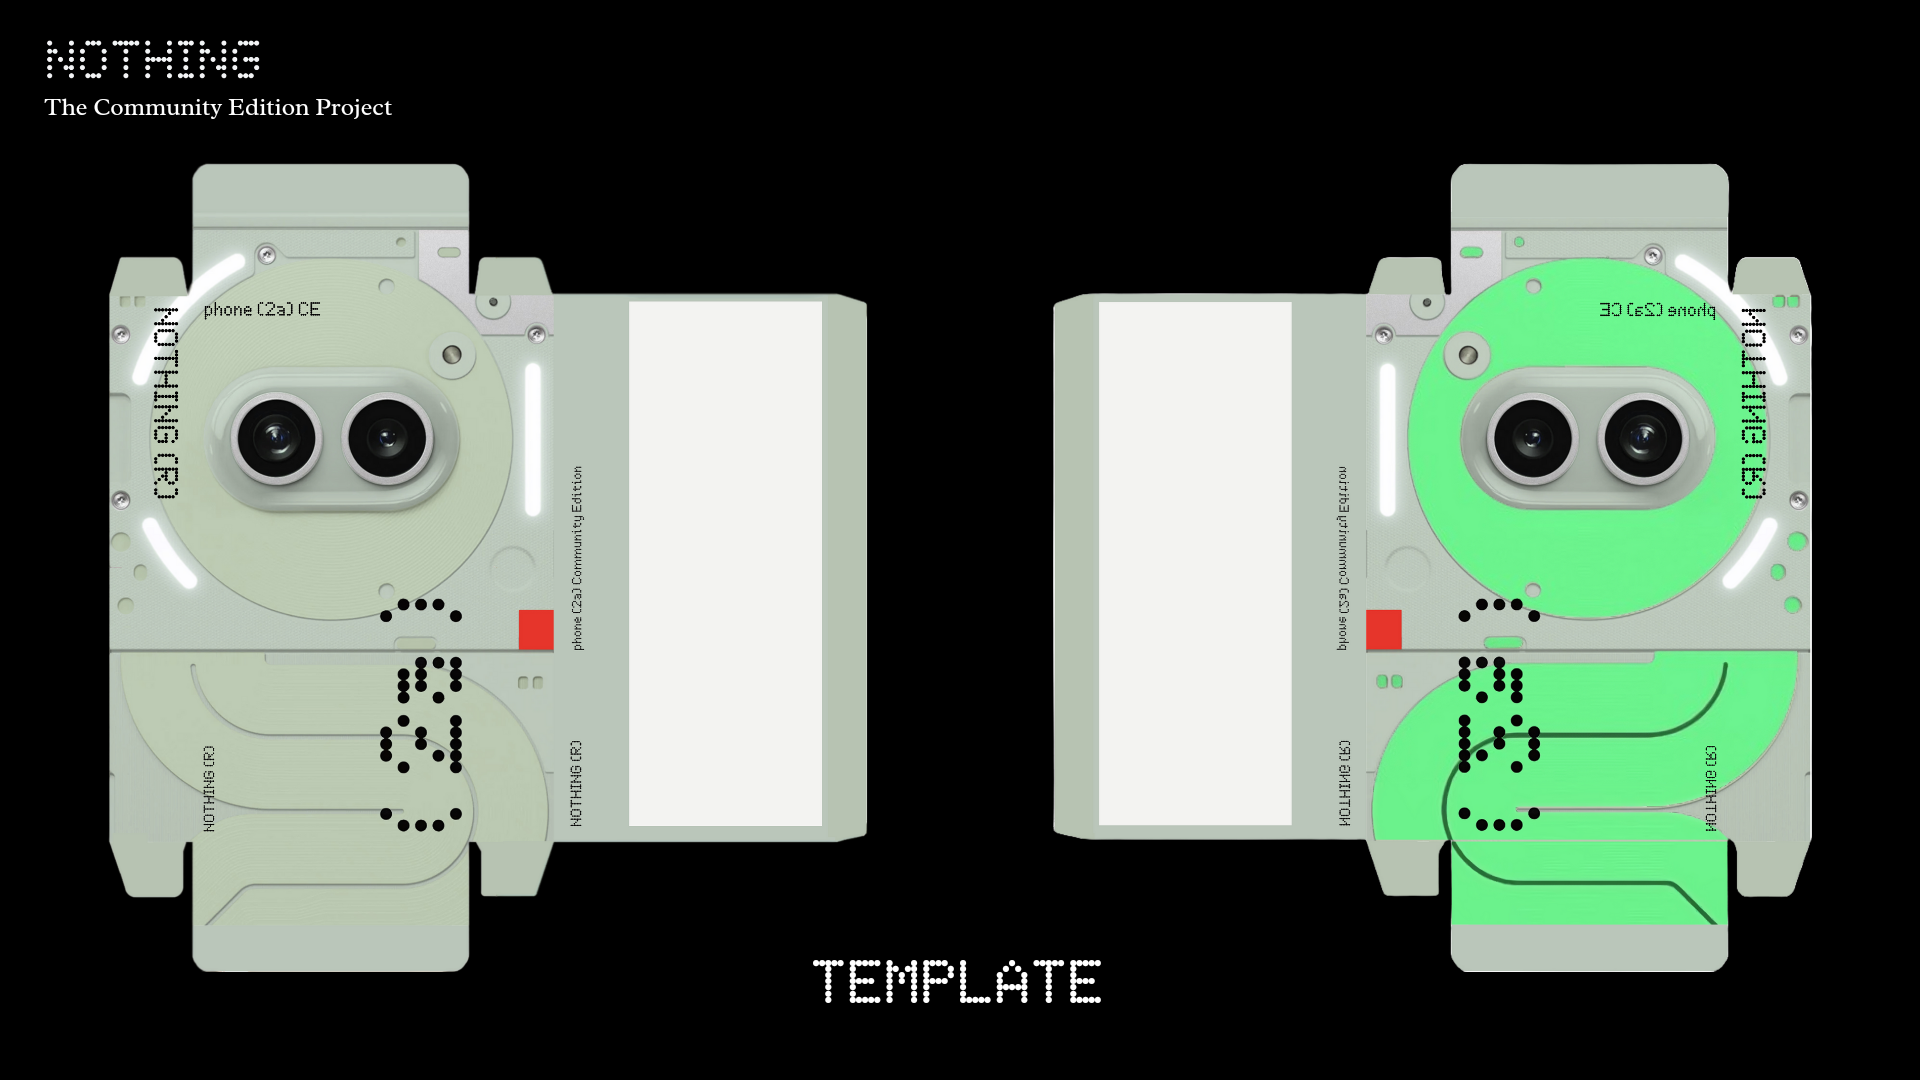 NOTHING
The Community Edition Project
phone (2a) CE
NOTHING (R)
(2a)
phone (2a) Community Edition
NOTHING (R)
NOTHING (R)
phone (2a) CE
NOTHING (R)
(2a)
phone (2a) Community Edition
NOTHING (R)
NOTHING (R)
TEMPLATE